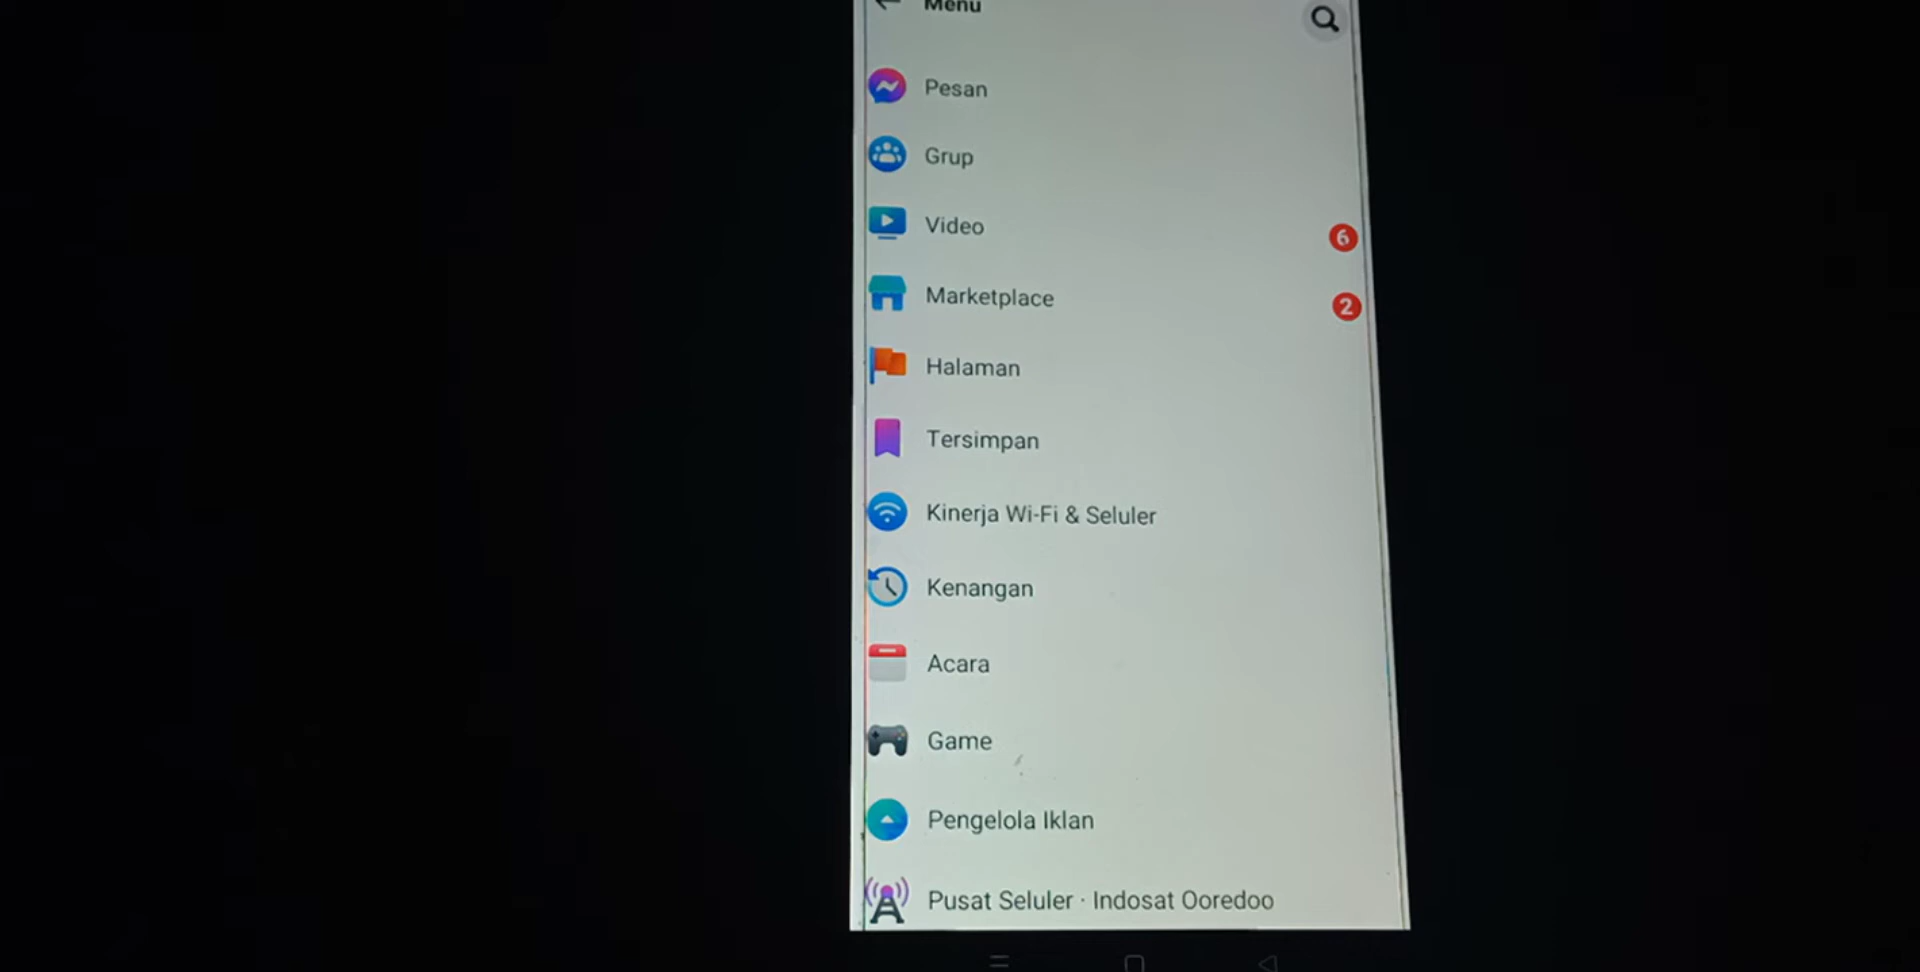 Menu
Pesan
Grup
Video
6
Marketplace
2
Halaman
Tersimpan
Kinerja Wi-Fi & Seluler
Kenangan
Acara
Game
Pengelola Iklan
Pusat Seluler · Indosat Ooredoo